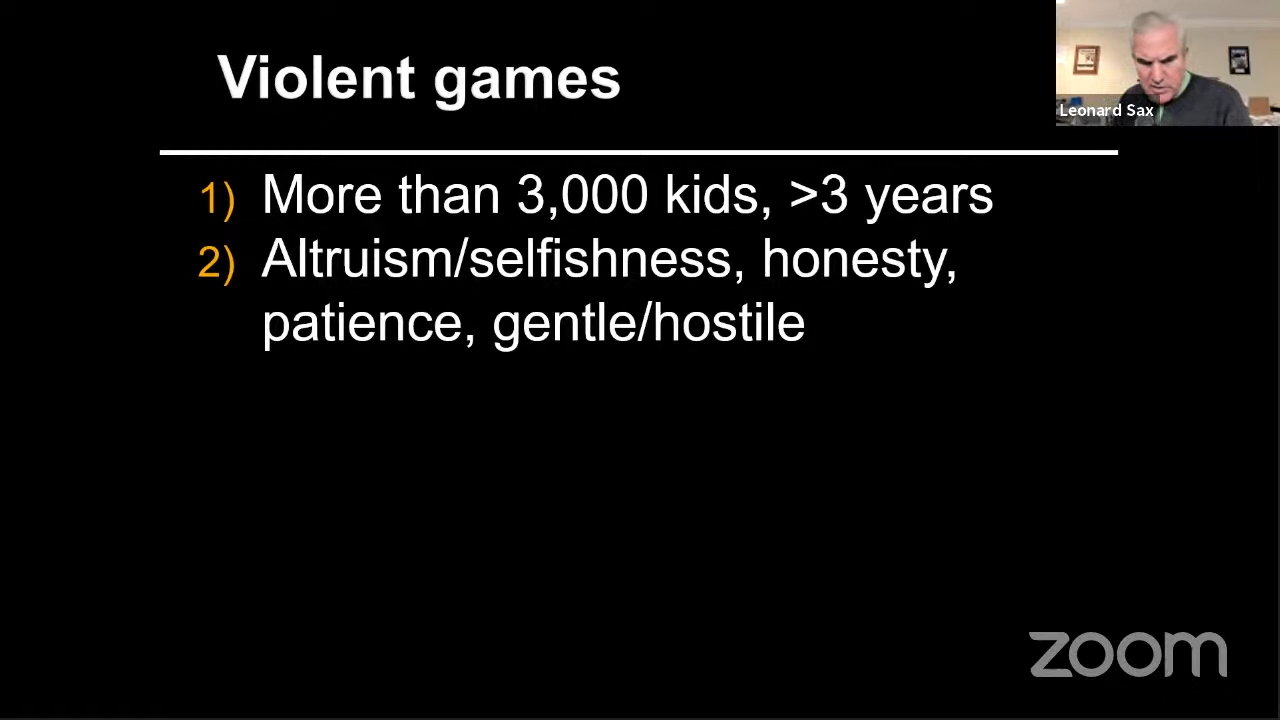 Violent games
Leonard Sax
1) More than 3,000 kids, >3 years
2) Altruism/selfishness, honesty,
patience, gentle/hostile
zoom